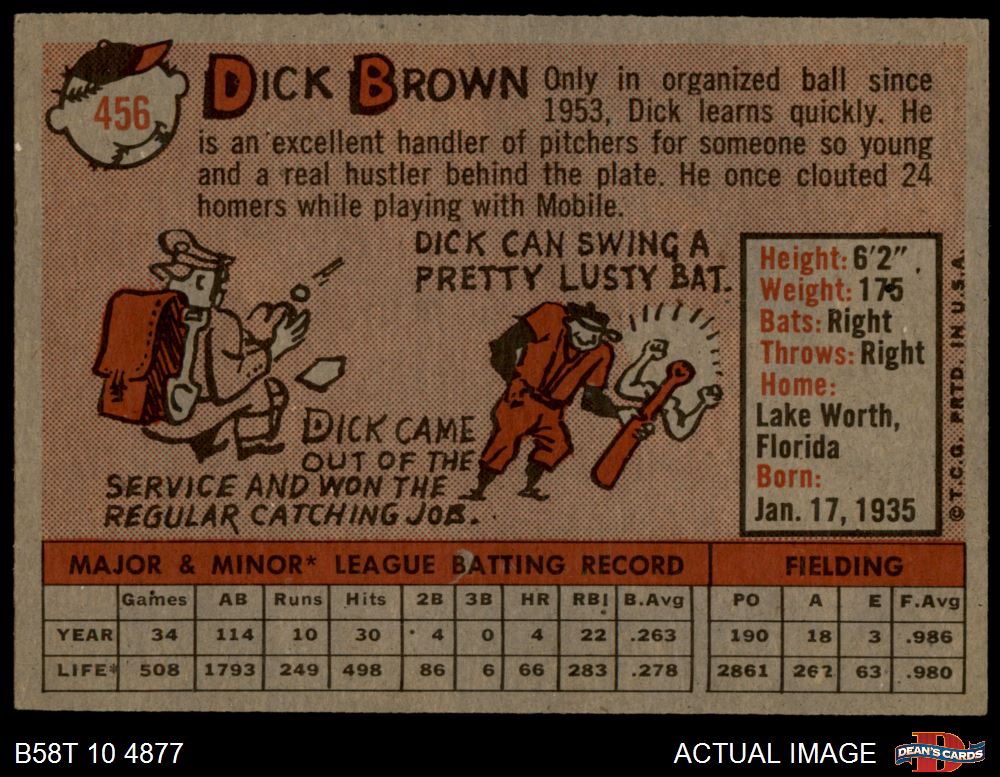 456
DICK BROWN
Only in organized ball since
1953, Dick learns quickly. He
is an excellent handler of pitchers for someone so young
and a real hustler behind the plate. He once clouted 24
homers while playing with Mobile.
DICK CAN SWING A
PRETTY LUSTY BAT.
DICK CAME
OUT OF THE
SERVICE AND WON THE
REGULAR CATCHING JOB.
Height: 6'2"
Weight: 175
Bats: Right
Throws: Right
Home:
Lake Worth,
Florida
Born:
Jan. 17, 1935
© T.C.G. PRTD. IN U.S.A.
MAJOR & MINOR* LEAGUE BATTING RECORD FIELDING
Games AB Runs Hits 2B 3B HR RBI B.Avg PO A E F.Avg
YEAR 34 114 10 30 4 0 4 22 .263 190 18 3 .986
LIFE* 508 1793 249 498 86 6 66 283 .278 2861 262 63 .980
B58T 10 4877
ACTUAL IMAGE
D
DEAN'S CARDS